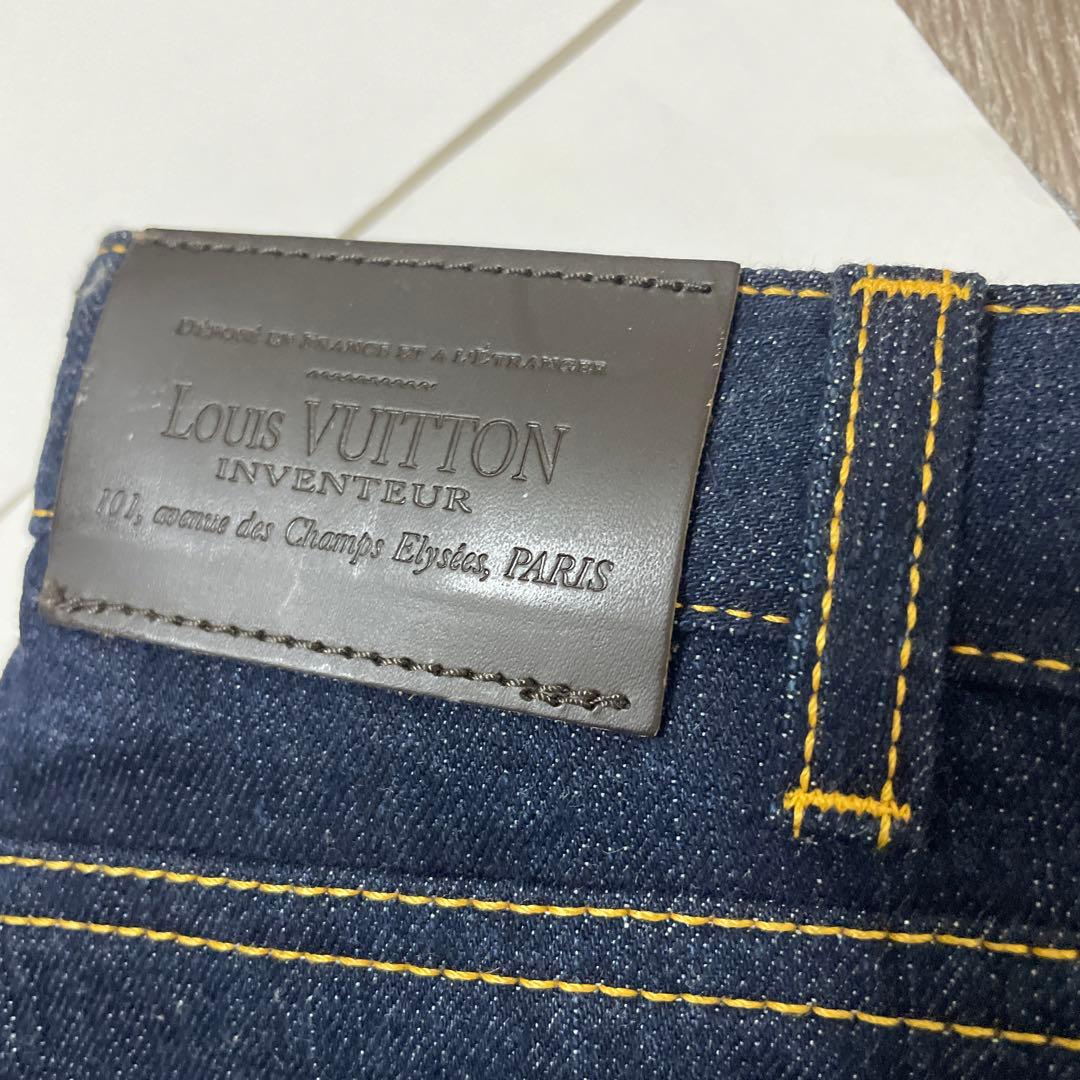 DÉPOSÉ EN FRANCE ET A L'ÉTRANGER
LOUIS VUITTON
INVENTEUR
101, avenue des Champs Elysées, PARIS